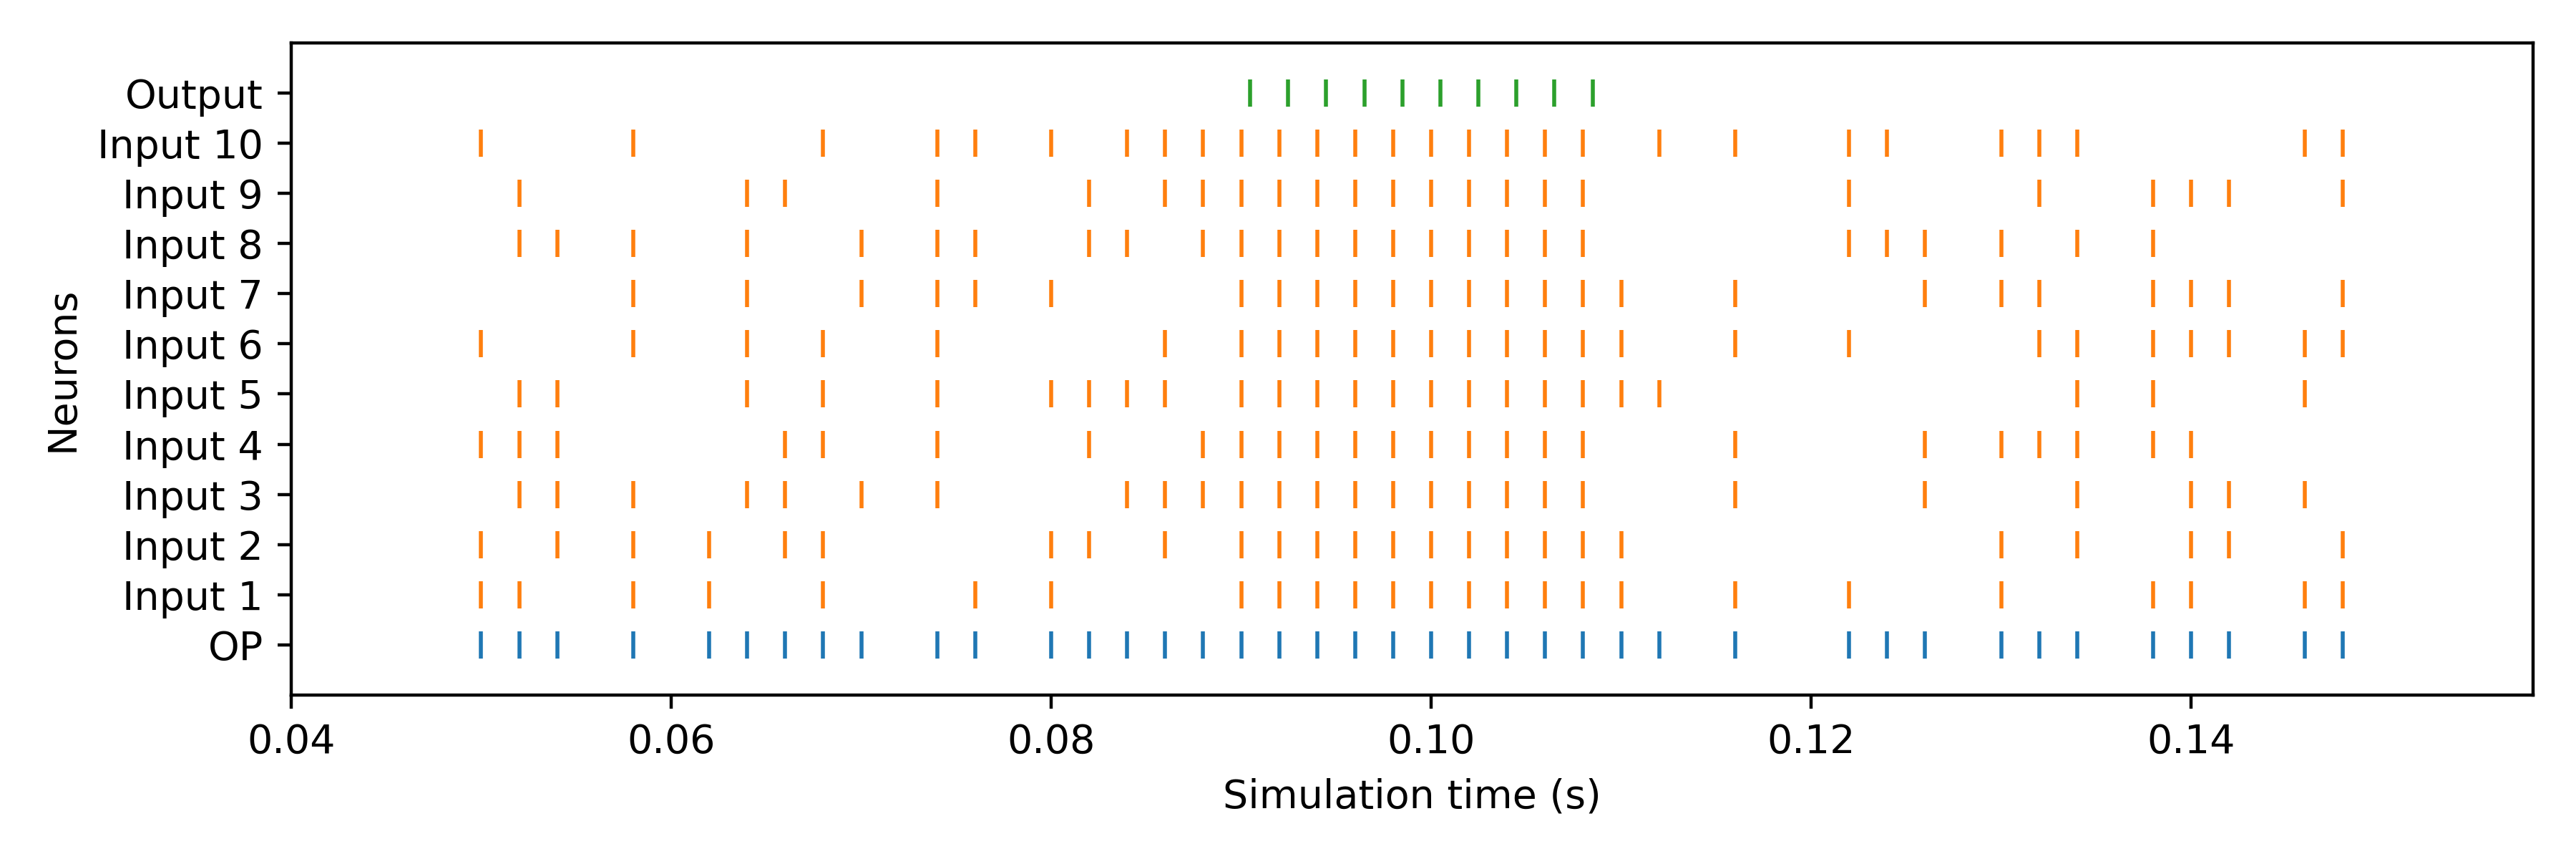 Output
Input 10
Input 9
Input 8
Input 7
Input 6
Input 5
Input 4
Input 3
Input 2
Input 1
OP
Neurons
0.04 0.06 0.08 0.10 0.12 0.14
Simulation time (s)